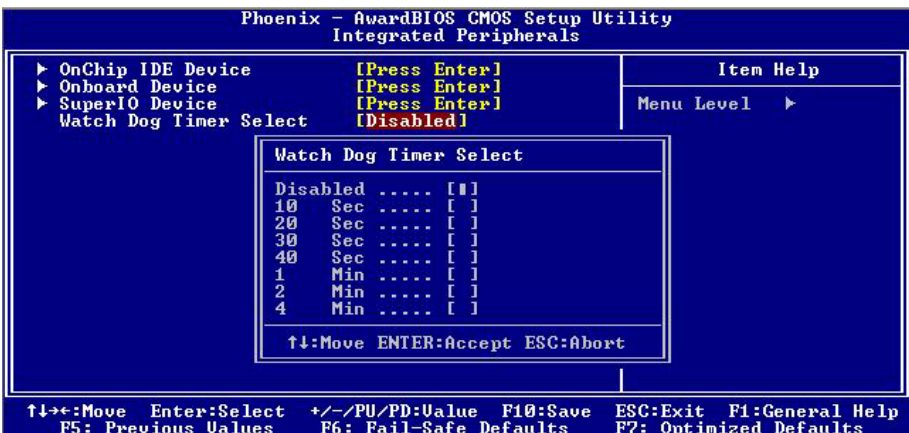 Phoenix - AwardBIOS CMOS Setup Utility
Integrated Peripherals
► OnChip IDE Device [Press Enter]
► Onboard Device [Press Enter]
► SuperIO Device [Press Enter]
Watch Dog Timer Select [Disabled]
Item Help
Menu Level ►
Watch Dog Timer Select
Disabled ..... [■]
10 Sec ..... [ ]
20 Sec ..... [ ]
30 Sec ..... [ ]
40 Sec ..... [ ]
1 Min ..... [ ]
2 Min ..... [ ]
4 Min ..... [ ]
↑↓:Move ENTER:Accept ESC:Abort
↑↓→←:Move Enter:Select +/-/PU/PD:Value F10:Save ESC:Exit F1:General Help
F5: Previous Values F6: Fail-Safe Defaults F7: Optimized Defaults